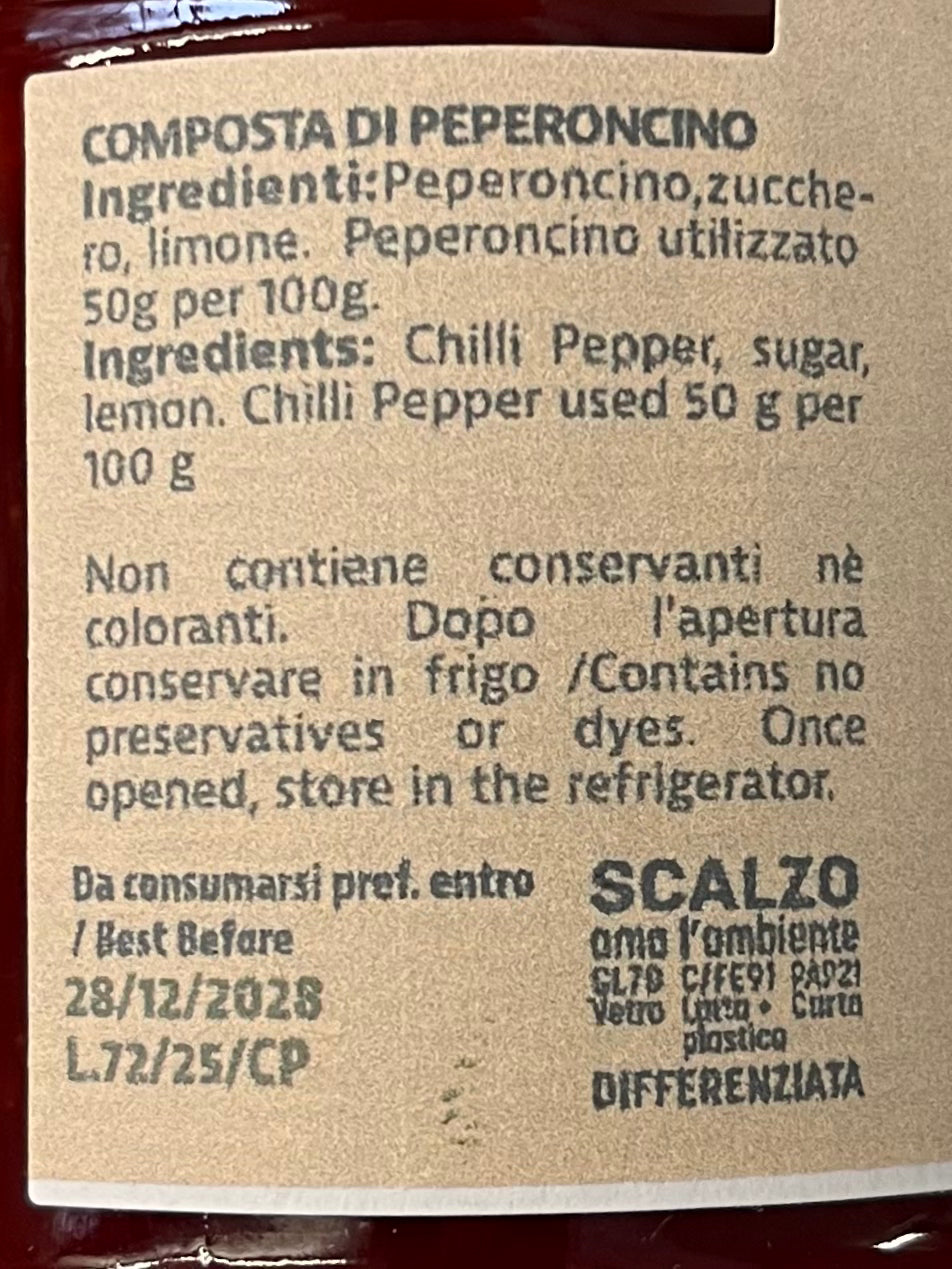 COMPOSTA DI PEPERONCINO
Ingredienti:Peperoncino,zucche-
ro, limone. Peperoncino utilizzato
50g per 100g.
Ingredients: Chilli Pepper, sugar,
lemon. Chilli Pepper used 50 g per
100 g
Non contiene conservanti nè
coloranti. Dopo l'apertura
conservare in frigo /Contains no
preservatives or dyes. Once
opened, store in the refrigerator.
Da consumarsi pref. entro
/ Best Before
28/12/2028
L.72/25/CP
SCALZO
ama l'ambiente
GL70 C/FE91 PAP21
Vetro Latta • Carta
plastica
DIFFERENZIATA